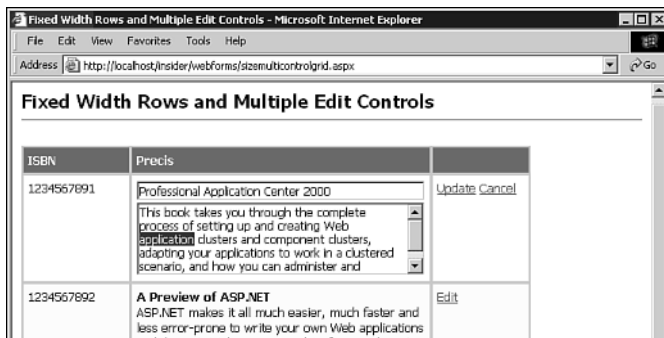 Fixed Width Rows and Multiple Edit Controls - Microsoft Internet Explorer
File Edit View Favorites Tools Help
Address http://localhost/insider/webforms/sizemulticontrolgrid.aspx Go
Fixed Width Rows and Multiple Edit Controls
ISBN Precis
1234567891 Professional Application Center 2000 Update Cancel
This book takes you through the complete
process of setting up and creating Web
application clusters and component clusters,
adapting your applications to work in a clustered
scenario, and how you can administer and
1234567892 A Preview of ASP.NET Edit
ASP.NET makes it all much easier, much faster and
less error-prone to write your own Web applications